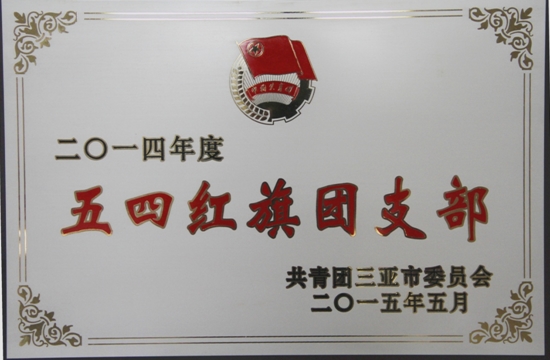 二〇一四年度
五四红旗团支部
共青团三亚市委员会
二〇一五年五月